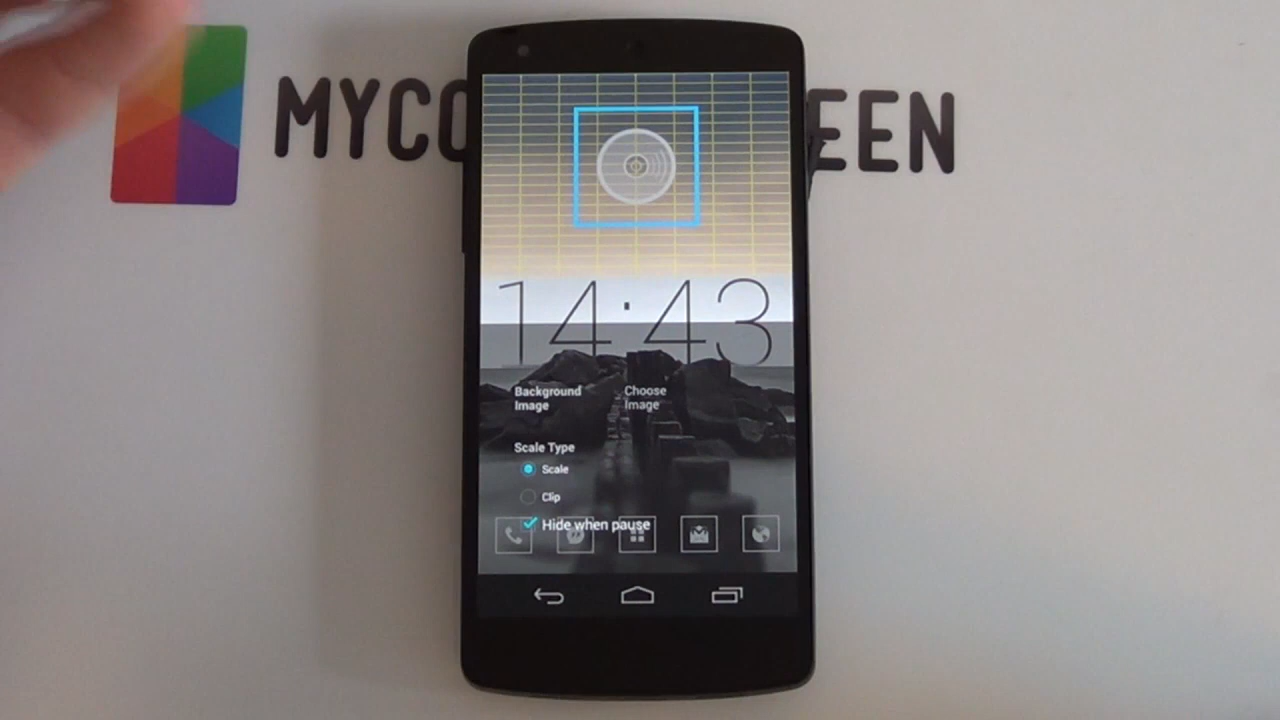 MYCO EEN
14:43
Background
Image
Choose
Image
Scale Type
Scale
Clip
Hide when pause